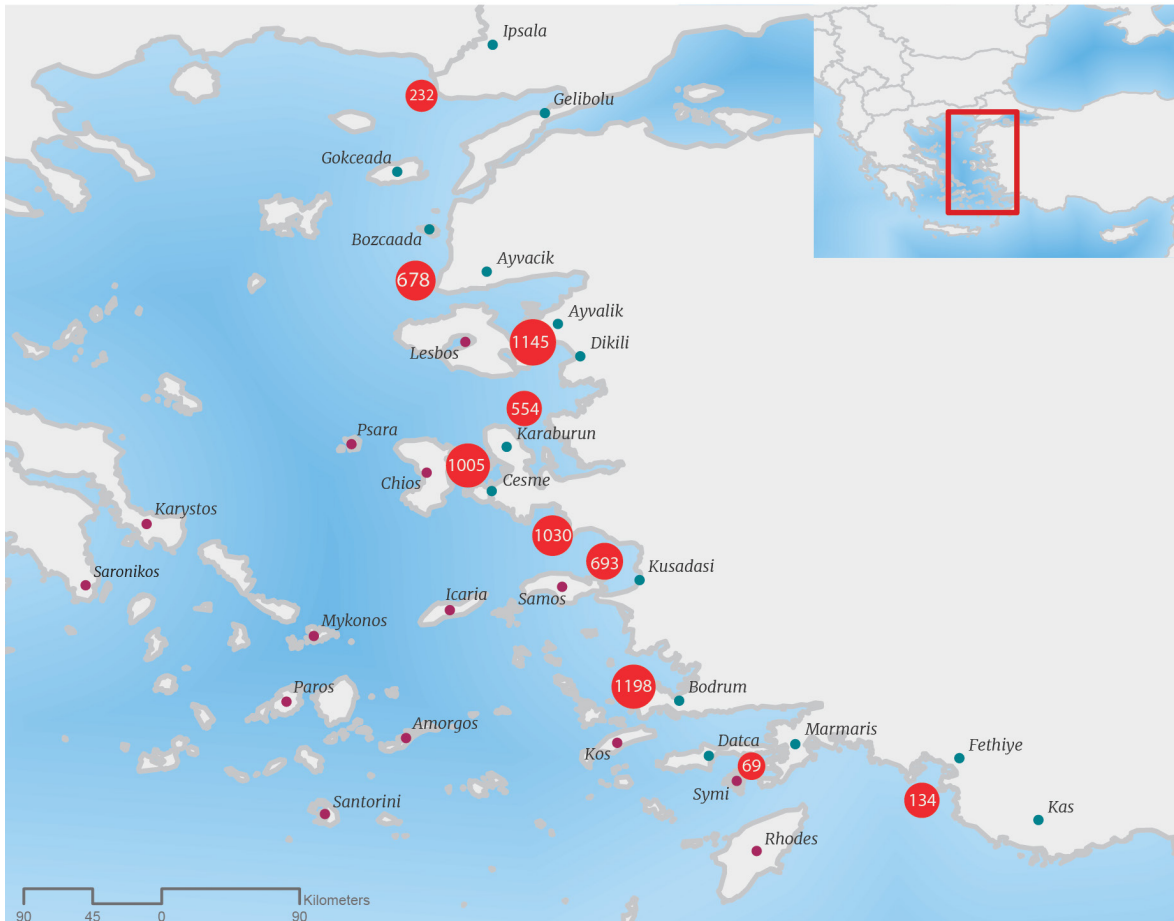 Ipsala
232
Gelibolu
Gokceada
Bozcaada
Ayvacik
678
Ayvalik
1145
Lesbos
Dikili
554
Psara
Karaburun
1005
Chios
Cesme
Karystos
1030
693
Saronikos
Kusadasi
Icaria
Samos
Mykonos
1198
Paros
Bodrum
Amorgos
Marmaris
Kos
Datca
Fethiye
69
Symi
134
Santorini
Kas
Rhodes
Kilometers
90 45 0 90